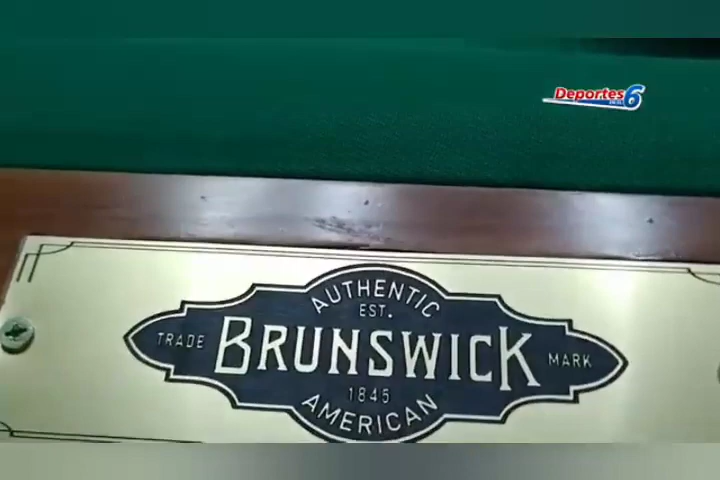 Deportes 6
AUTHENTIC
EST.
TRADE BRUNSWICK MARK
1845
AMERICAN